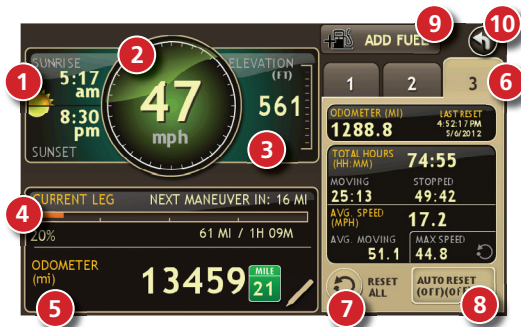 9
10
ADD FUEL
2
SUNRISE
ELEVATION
(FT)
1
5:17
am
8:30
pm
SUNSET
47
mph
561
3
1
2
3
6
ODOMETER (MI)
1288.8
LAST RESET
4:52:17 PM
5/6/2012
TOTAL HOURS
(HH:MM)
74:55
MOVING
STOPPED
25:13
49:42
AVG. SPEED
(MPH)
17.2
AVG. MOVING
MAX SPEED
51.1
44.8
4
CURRENT LEG
NEXT MANEUVER IN: 16 MI
20%
61 MI / 1H 09M
ODOMETER
(mi)
13459
MILE
21
5
RESET
ALL
7
AUTO RESET
(OFF)(OFF)
8